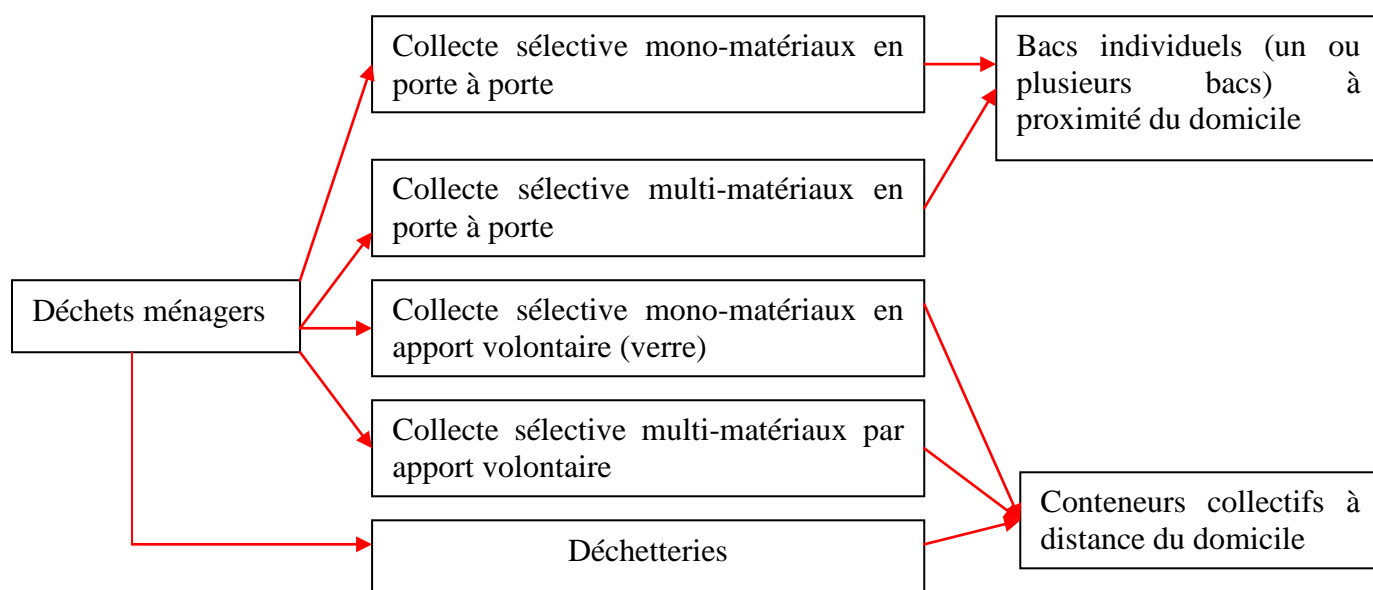 Collecte sélective mono-matériaux en
porte à porte
Bacs individuels (un ou
plusieurs bacs) à
proximité du domicile
Collecte sélective multi-matériaux en
porte à porte
Déchets ménagers
Collecte sélective mono-matériaux en
apport volontaire (verre)
Collecte sélective multi-matériaux par
apport volontaire
Conteneurs collectifs à
distance du domicile
Déchetteries